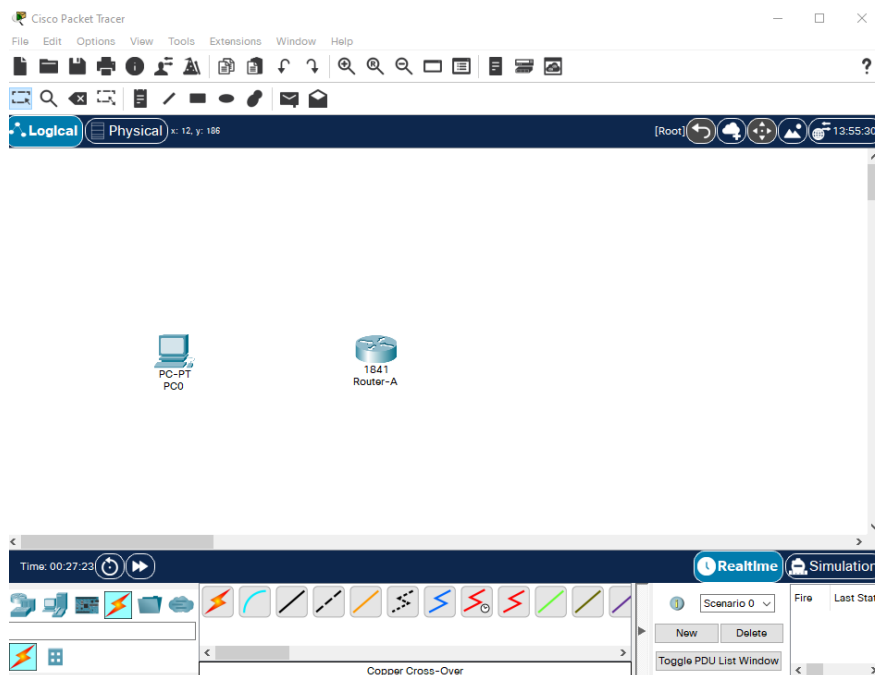 Cisco Packet Tracer
File Edit Options View Tools Extensions Window Help
?
Logical Physical x: 12, y: 186 [Root] 13:55:30
PC-PT
PC0
1841
Router-A
Time: 00:27:23 Realtime Simulation
Scenario 0 Fire Last Stat
New Delete
Toggle PDU List Window
Copper Cross-Over